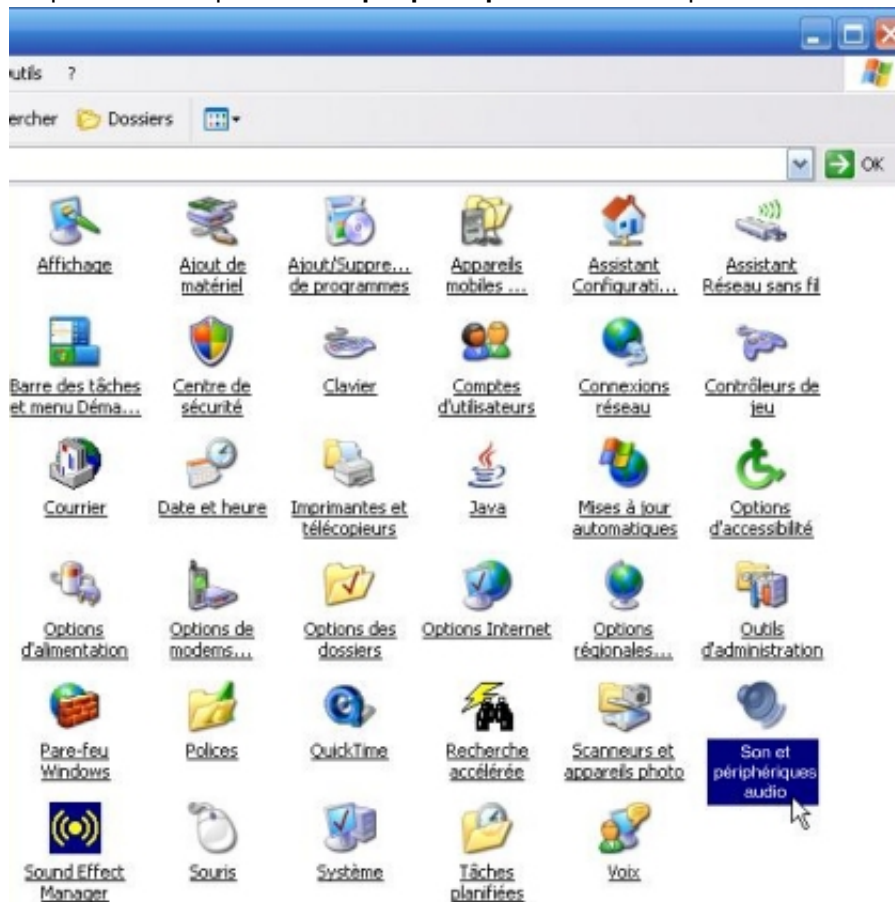 utils ?
ercher Dossiers
OK
Affichage
Ajout de matériel
Ajout/Suppre... de programmes
Appareils mobiles ...
Assistant Configurati...
Assistant Réseau sans fil
Barre des tâches et menu Déma...
Centre de sécurité
Clavier
Comptes d'utilisateurs
Connexions réseau
Contrôleurs de jeu
Courrier
Date et heure
Imprimantes et télécopieurs
Java
Mises à jour automatiques
Options d'accessibilité
Options d'alimentation
Options de modems...
Options des dossiers
Options Internet
Options régionales...
Outils d'administration
Pare-feu Windows
Polices
QuickTime
Recherche accélérée
Scanneurs et appareils photo
Son et périphériques audio
Sound Effect Manager
Souris
Système
Tâches planifiées
Voix